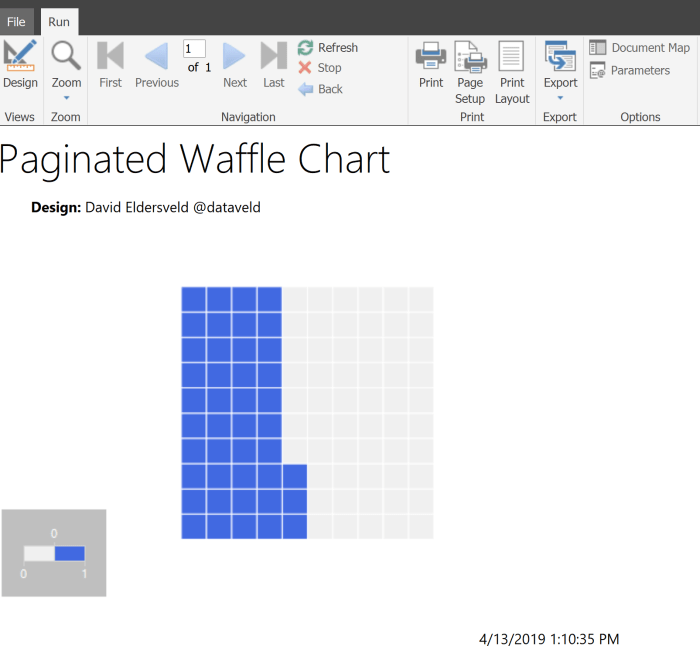 File Run
Design Zoom First Previous 1 of 1 Next Last Refresh Stop Back Print Page Setup Print Layout Export Document Map Parameters
Views Zoom Navigation Print Export Options
Paginated Waffle Chart
Design: David Eldersveld @dataveld
0
0 1
4/13/2019 1:10:35 PM